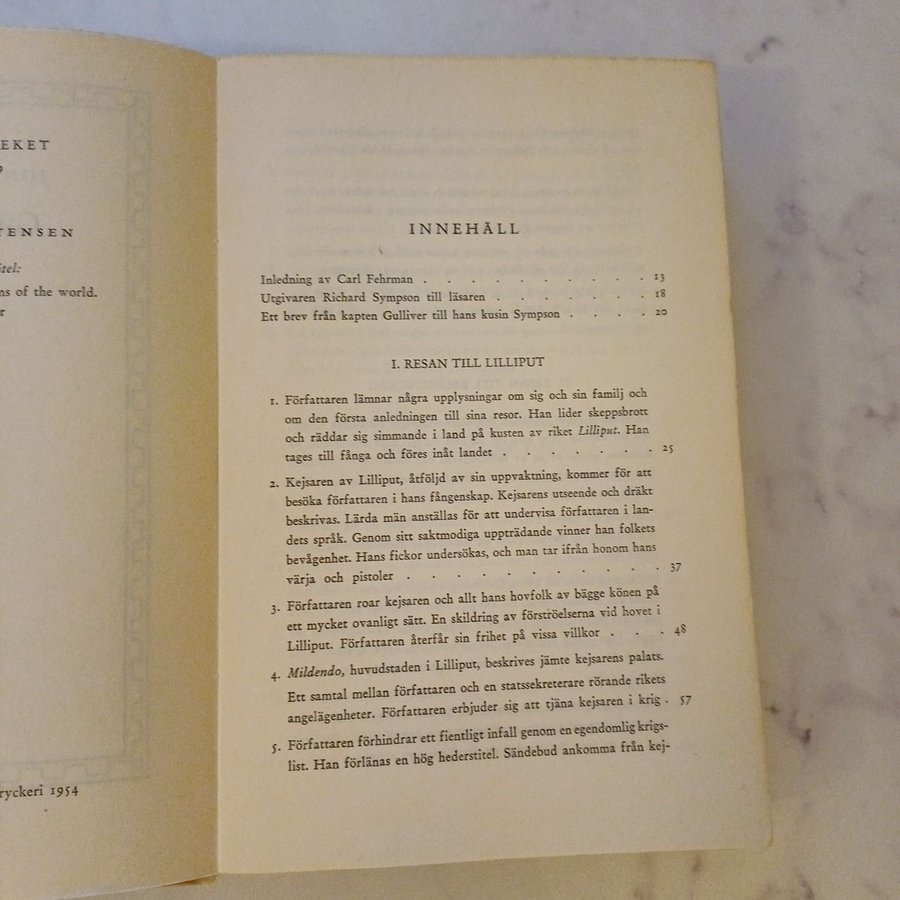 EKET
9
TENSEN
itel:
ns of the world.
r
ryckeri 1954
INNEHÅLL
Inledning av Carl Fehrman . . . . . . . . . . 13
Utgivaren Richard Sympson till läsaren . . . . . . . 18
Ett brev från kapten Gulliver till hans kusin Sympson . . . . 20
I. RESAN TILL LILLIPUT
1. Författaren lämnar några upplysningar om sig och sin familj och
om den första anledningen till sina resor. Han lider skeppsbrott
och räddar sig simmande i land på kusten av riket Lilliput. Han
tages till fånga och föres inåt landet . . . . . . . 25
2. Kejsaren av Lilliput, åtföljd av sin uppvaktning, kommer för att
besöka författaren i hans fångenskap. Kejsarens utseende och dräkt
beskrivas. Lärda män anställas för att undervisa författaren i lan-
dets språk. Genom sitt saktmodiga uppträdande vinner han folkets
bevågenhet. Hans fickor undersökas, och man tar ifrån honom hans
värja och pistoler . . . . . . . . . . . 37
3. Författaren roar kejsaren och allt hans hovfolk av bägge könen på
ett mycket ovanligt sätt. En skildring av förströelserna vid hovet i
Lilliput. Författaren återfår sin frihet på vissa villkor . . . 48
4. Mildendo, huvudstaden i Lilliput, beskrives jämte kejsarens palats.
Ett samtal mellan författaren och en statssekreterare rörande rikets
angelägenheter. Författaren erbjuder sig att tjäna kejsaren i krig . 57
5. Författaren förhindrar ett fientligt infall genom en egendomlig krigs-
list. Han förlänas en hög hederstitel. Sändebud ankomma från kej-